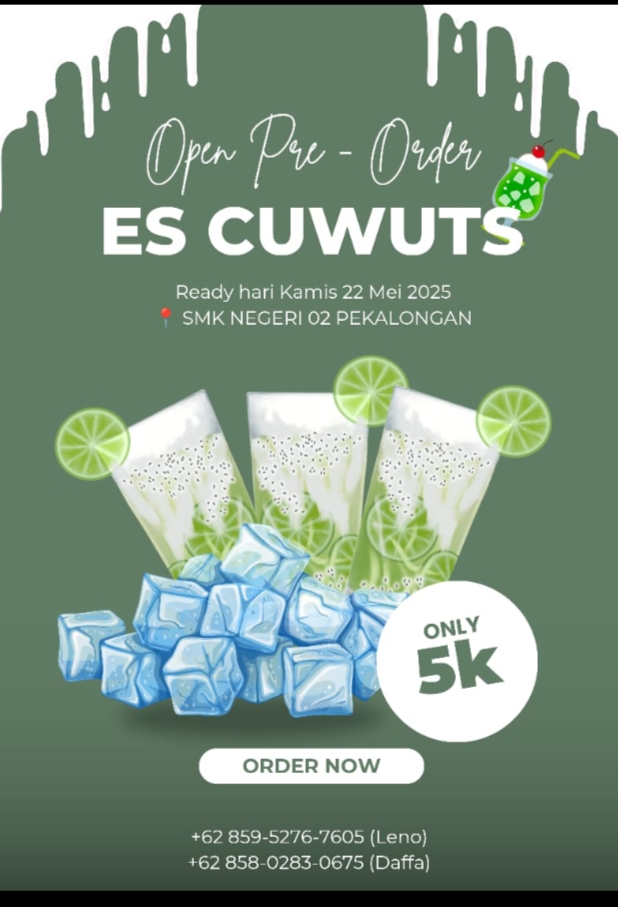 Open Pre - Order
ES CUWUTS
Ready hari Kamis 22 Mei 2025
📍 SMK NEGERI 02 PEKALONGAN
ONLY
5k
ORDER NOW
+62 859-5276-7605 (Leno)
+62 858-0283-0675 (Daffa)